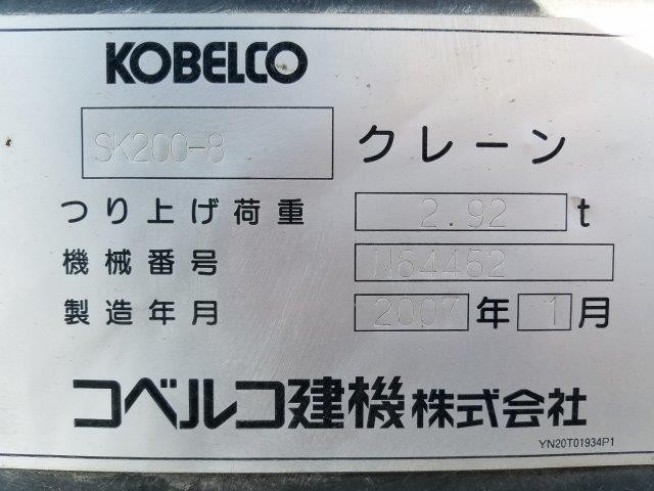 KOBELCO
SK200-8 クレーン
つり上げ荷重 2.92 t
機械番号 N64462
製造年月 2007 年 1 月
コベルコ建機株式会社
YN20T01934P1